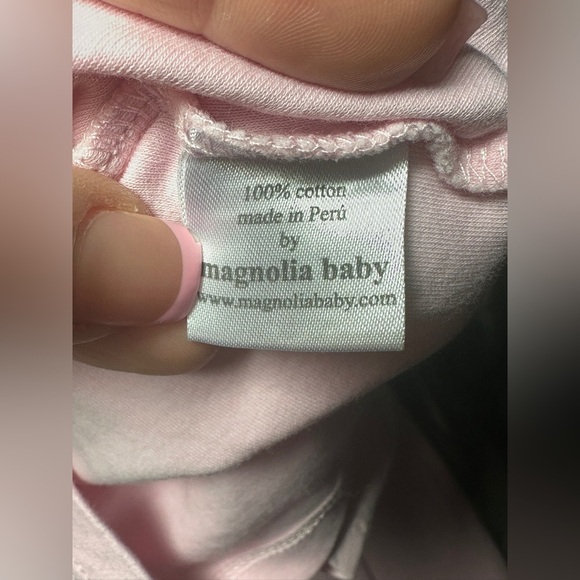 100% cotton
made in Perú
by
magnolia baby
www.magnoliababy.com